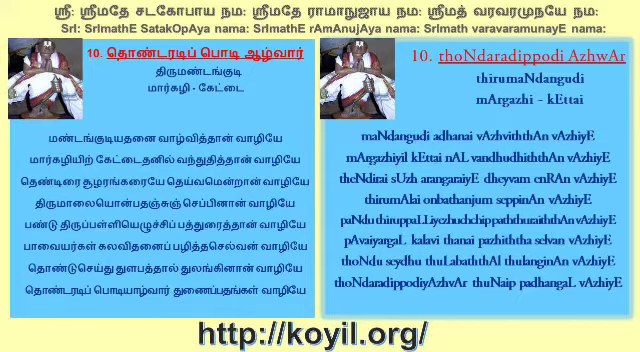 ஸ்ரீ: ஸ்ரீமதே சடகோபாய நம: ஸ்ரீமதே ராமாநுஜாய நம: ஸ்ரீமத் வரவரமுநயே நம:
SrI: SrImathE SatakOpAya nama: SrImathE rAmAnujAya nama: SrImath varavaramunayE nama:
10. தொண்டரடிப் பொடி ஆழ்வார்
திருமண்டங்குடி
மார்கழி - கேட்டை
மண்டங்குடியதனை வாழ்வித்தான் வாழியே
மார்கழியிற் கேட்டைதனில் வந்துதித்தான் வாழியே
தெண்டிரை சூழரங்கரையே தெய்வமென்றான் வாழியே
திருமாலையொன்பதஞ்சுஞ் செப்பினான் வாழியே
பண்டு திருப்பள்ளியெழுச்சிப் பத்துரைத்தான் வாழியே
பாவையர்கள் கலவிதனைப் பழித்தசெல்வன் வாழியே
தொண்டுசெய்து துளபத்தால் துலங்கினான் வாழியே
தொண்டரடிப் பொடியாழ்வார் துணைப்பதங்கள் வாழியே
10. thoNdaradippodi AzhwAr
thirumaNdangudi
mArgazhi - kEttai
maNdangudi adhanai vAzhviththAn vAzhiyE
mArgazhiyil kEttai nAL vandhudhiththAn vAzhiyE
theNdirai sUzh arangaraiyE dheyvam enRAn vAzhiyE
thirumAlai onbathanjum seppinAn vAzhiyE
paNdu thiruppaLLiyezhuchchip paththuraiththAn vAzhiyE
pAvaiyargaL kalavi thanai pazhiththa selvan vAzhiyE
thoNdu seydhu thuLabaththAl thulanginAn vAzhiyE
thoNdaradippodiyAzhvAr thuNaip padhangaL vAzhiyE
http://koyil.org/